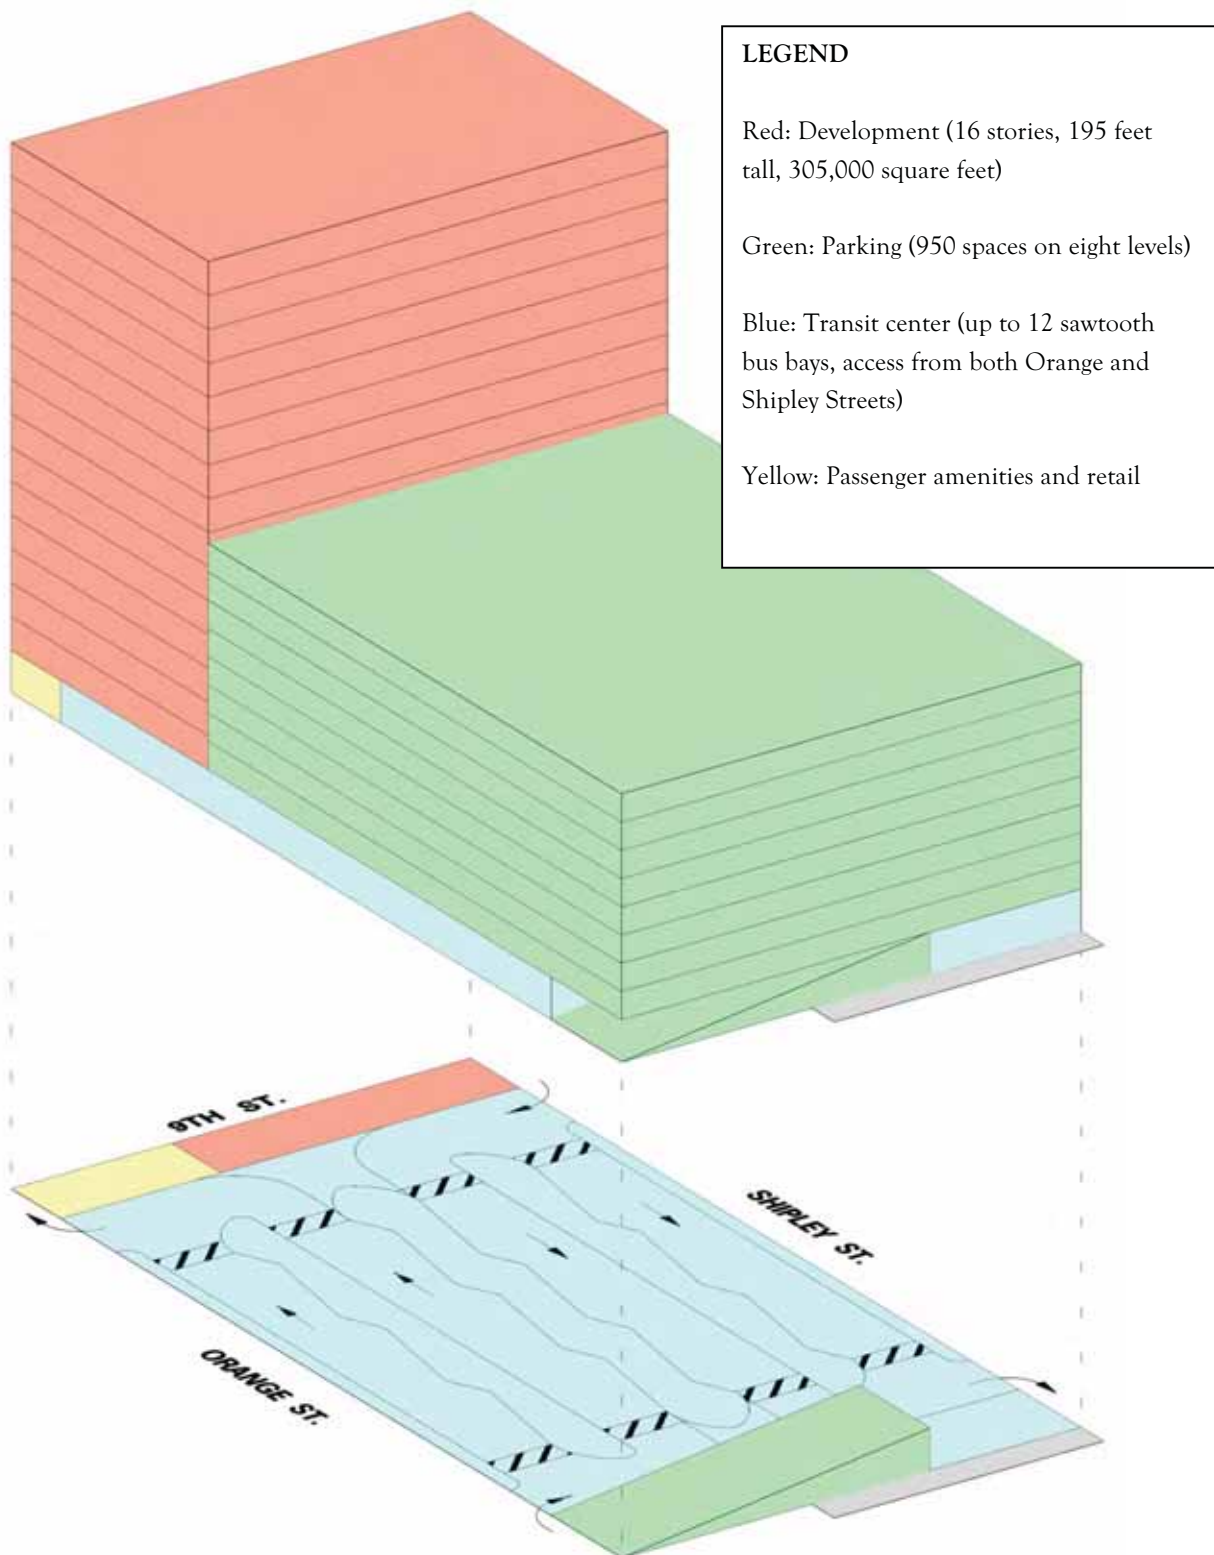 LEGEND
Red: Development (16 stories, 195 feet
tall, 305,000 square feet)
Green: Parking (950 spaces on eight levels)
Blue: Transit center (up to 12 sawtooth
bus bays, access from both Orange and
Shipley Streets)
Yellow: Passenger amenities and retail
9TH ST.
SHIPLEY ST.
ORANGE ST.